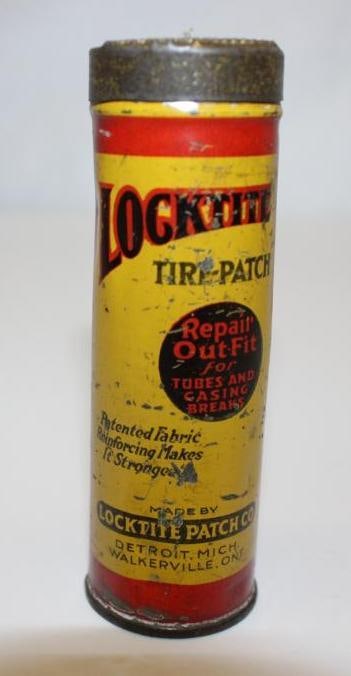 LOCKTITE
TIRE-PATCH
Repair
Out-Fit
for
TUBES AND
CASING
BREAKS
Patented Fabric
Reinforcing Makes
It Stronger
MADE BY
LOCKTITE PATCH CO
DETROIT, MICH.
WALKERVILLE, ONT